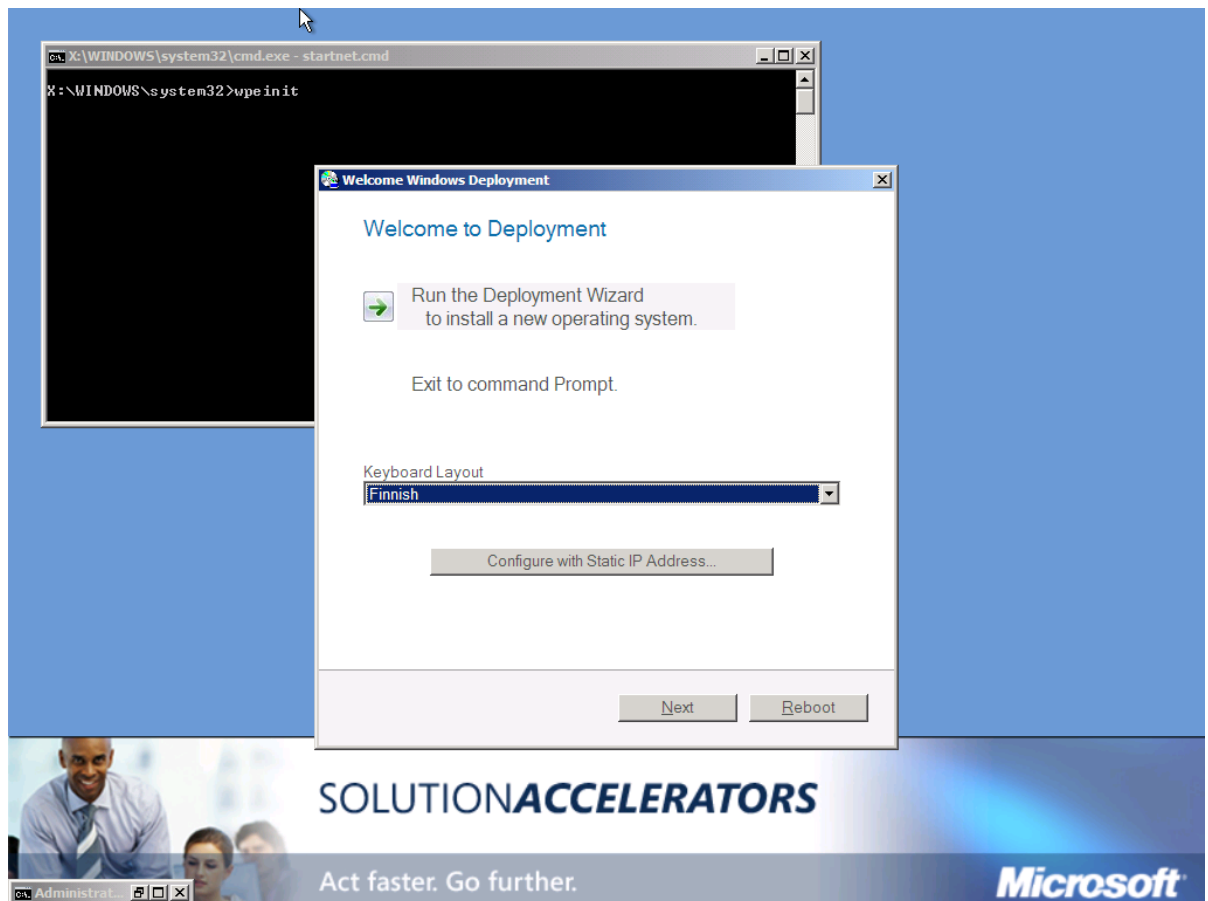 X:\WINDOWS\system32\cmd.exe - startnet.cmd
X:\WINDOWS\system32>wpeinit
Welcome Windows Deployment
Welcome to Deployment
Run the Deployment Wizard
to install a new operating system.
Exit to command Prompt.
Keyboard Layout
Finnish
Configure with Static IP Address...
Next
Reboot
SOLUTIONACCELERATORS
Act faster. Go further.
Microsoft
Administrat...